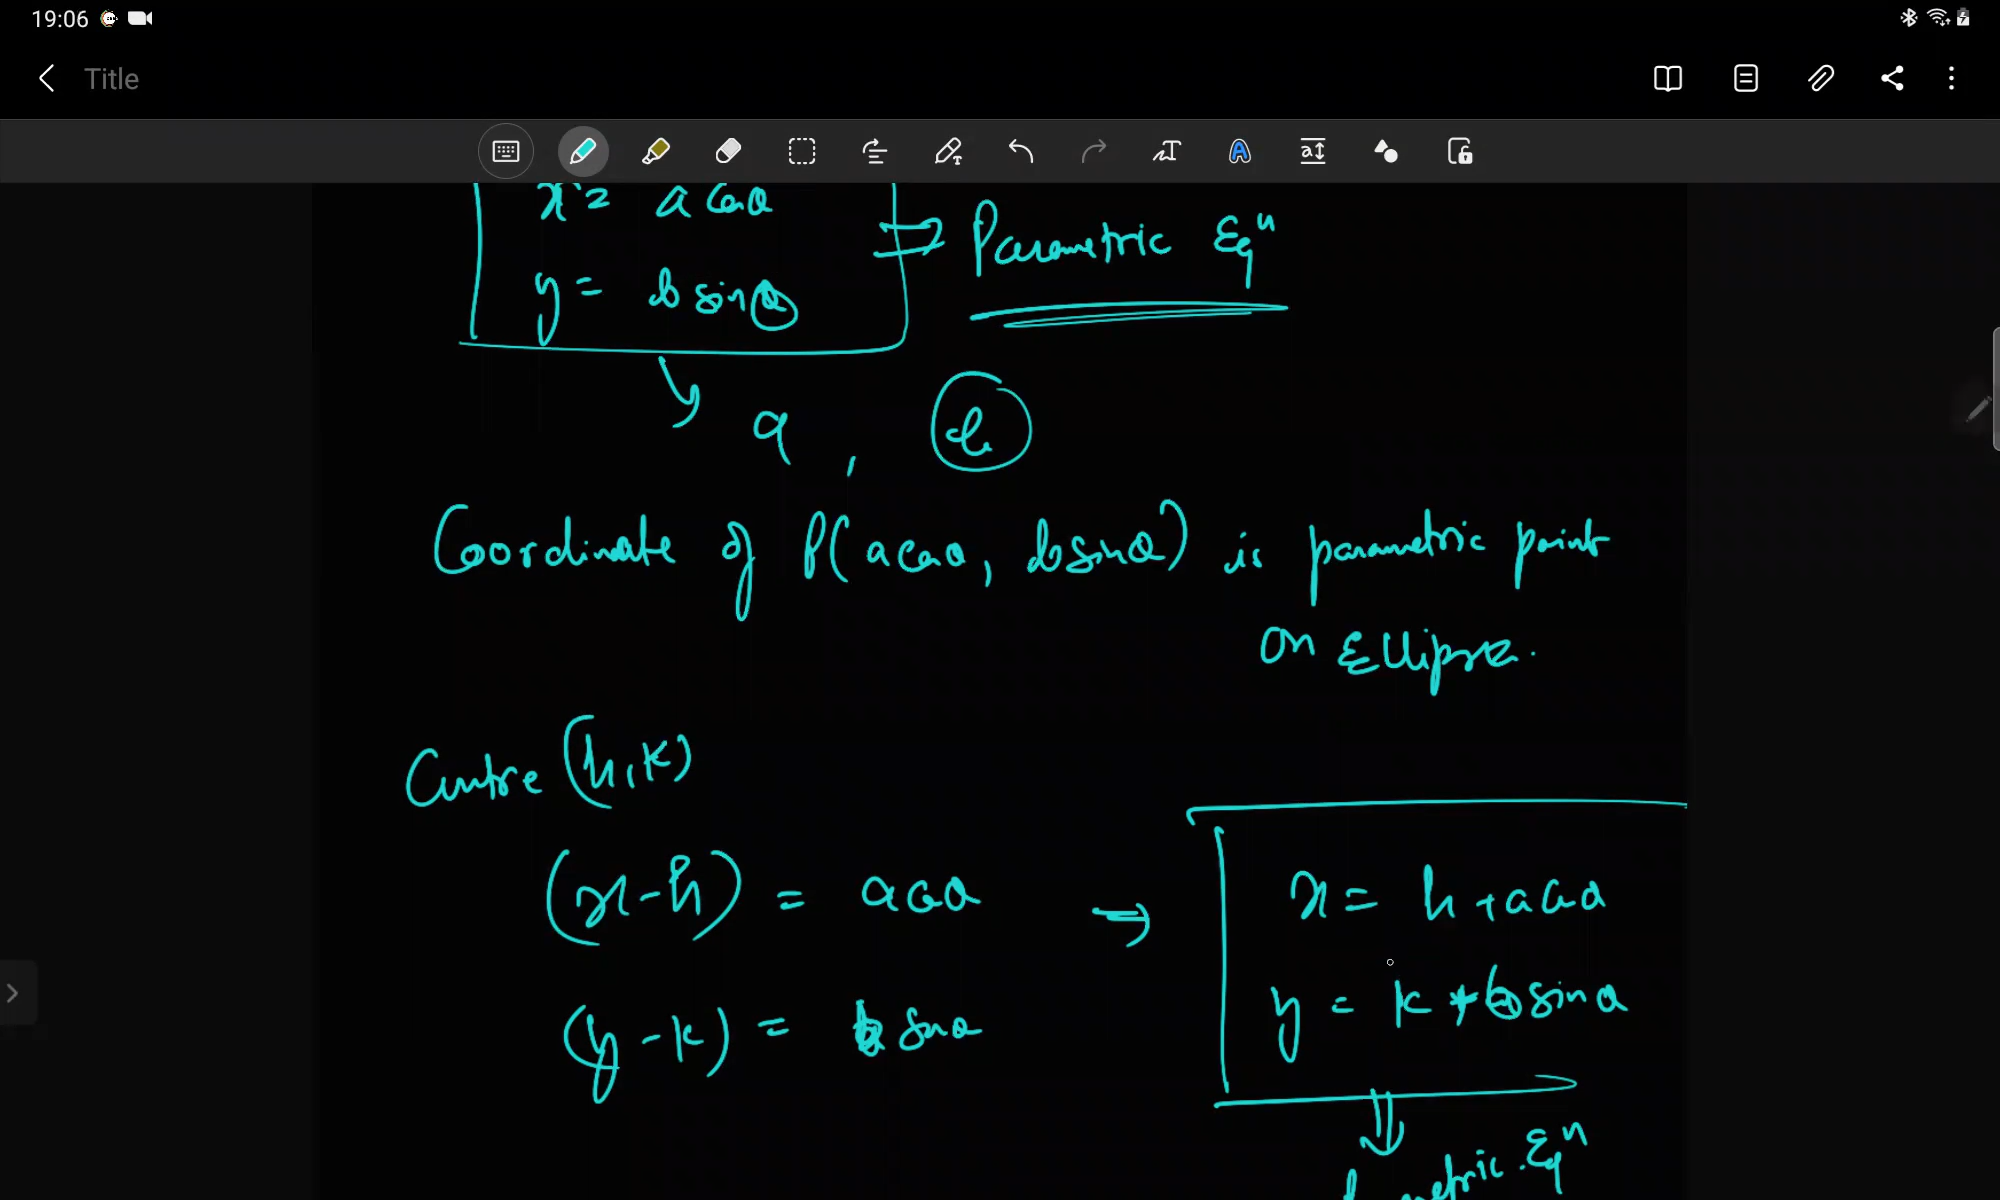 19:06
Title
x = a cosθ
y = b sinθ
⇒ Parametric Eqⁿ
a , b
Coordinate of P(a cosθ, b sinθ) is parametric point
on Ellipse.
Centre (h,k)
(x-h) = a cosθ ⇒ x = h + a cosθ
(y-k) = b sinθ
y = k + b sinθ
Eqⁿ